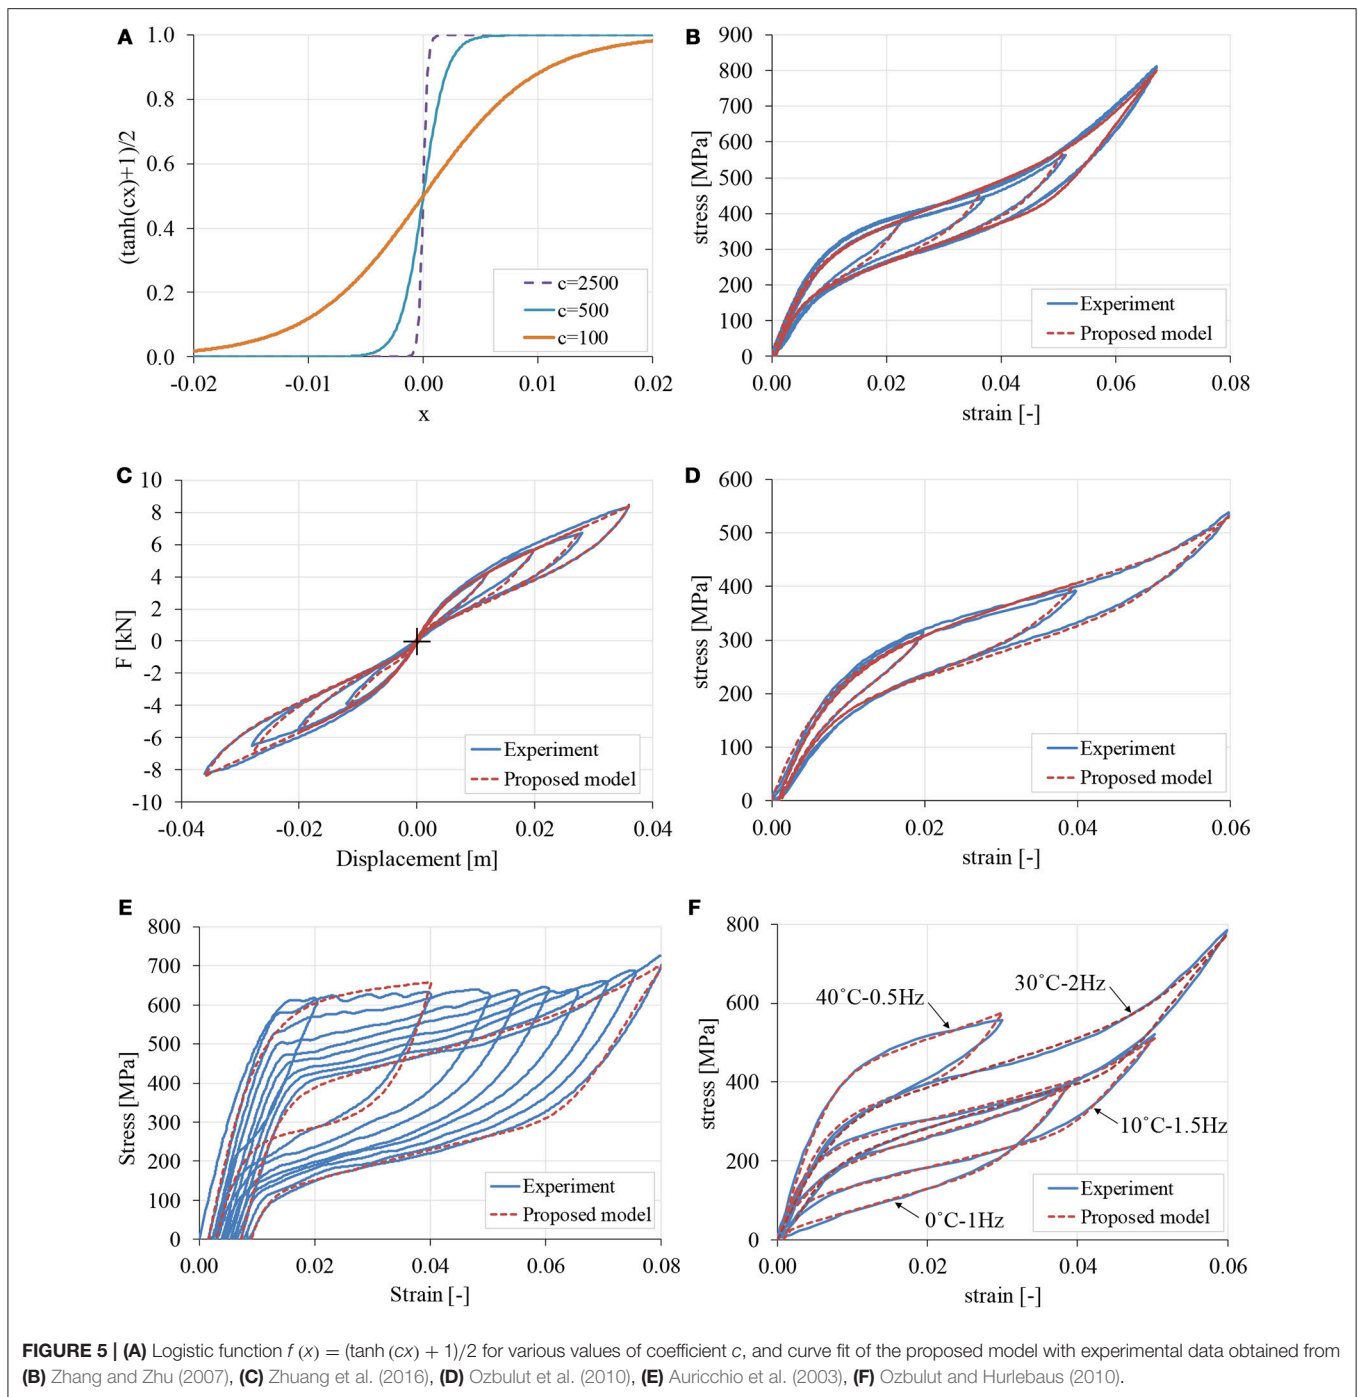 A
(tanh(cx)+1)/2
1.0
0.8
0.6
0.4
0.2
0.0
-0.02
-0.01
0.00
0.01
0.02
x
c=2500
c=500
c=100
B
stress [MPa]
900
800
700
600
500
400
300
200
100
0
0.00
0.02
0.04
0.06
0.08
strain [-]
Experiment
Proposed model
C
F [kN]
10
8
6
4
2
0
-2
-4
-6
-8
-10
-0.04
-0.02
0.00
0.02
0.04
Displacement [m]
Experiment
Proposed model
D
stress [MPa]
600
500
400
300
200
100
0
0.00
0.02
0.04
0.06
strain [-]
Experiment
Proposed model
E
Stress [MPa]
800
700
600
500
400
300
200
100
0
0.00
0.02
0.04
0.06
0.08
Strain [-]
Experiment
Proposed model
F
stress [MPa]
800
600
400
200
0
0.00
0.02
0.04
0.06
strain [-]
40˚C-0.5Hz
30˚C-2Hz
10˚C-1.5Hz
0˚C-1Hz
Experiment
Proposed model
FIGURE 5 | (A) Logistic function f (x) = (tanh (cx) + 1)/2 for various values of coefficient c, and curve fit of the proposed model with experimental data obtained from
(B) Zhang and Zhu (2007), (C) Zhuang et al. (2016), (D) Ozbulut et al. (2010), (E) Auricchio et al. (2003), (F) Ozbulut and Hurlebaus (2010).